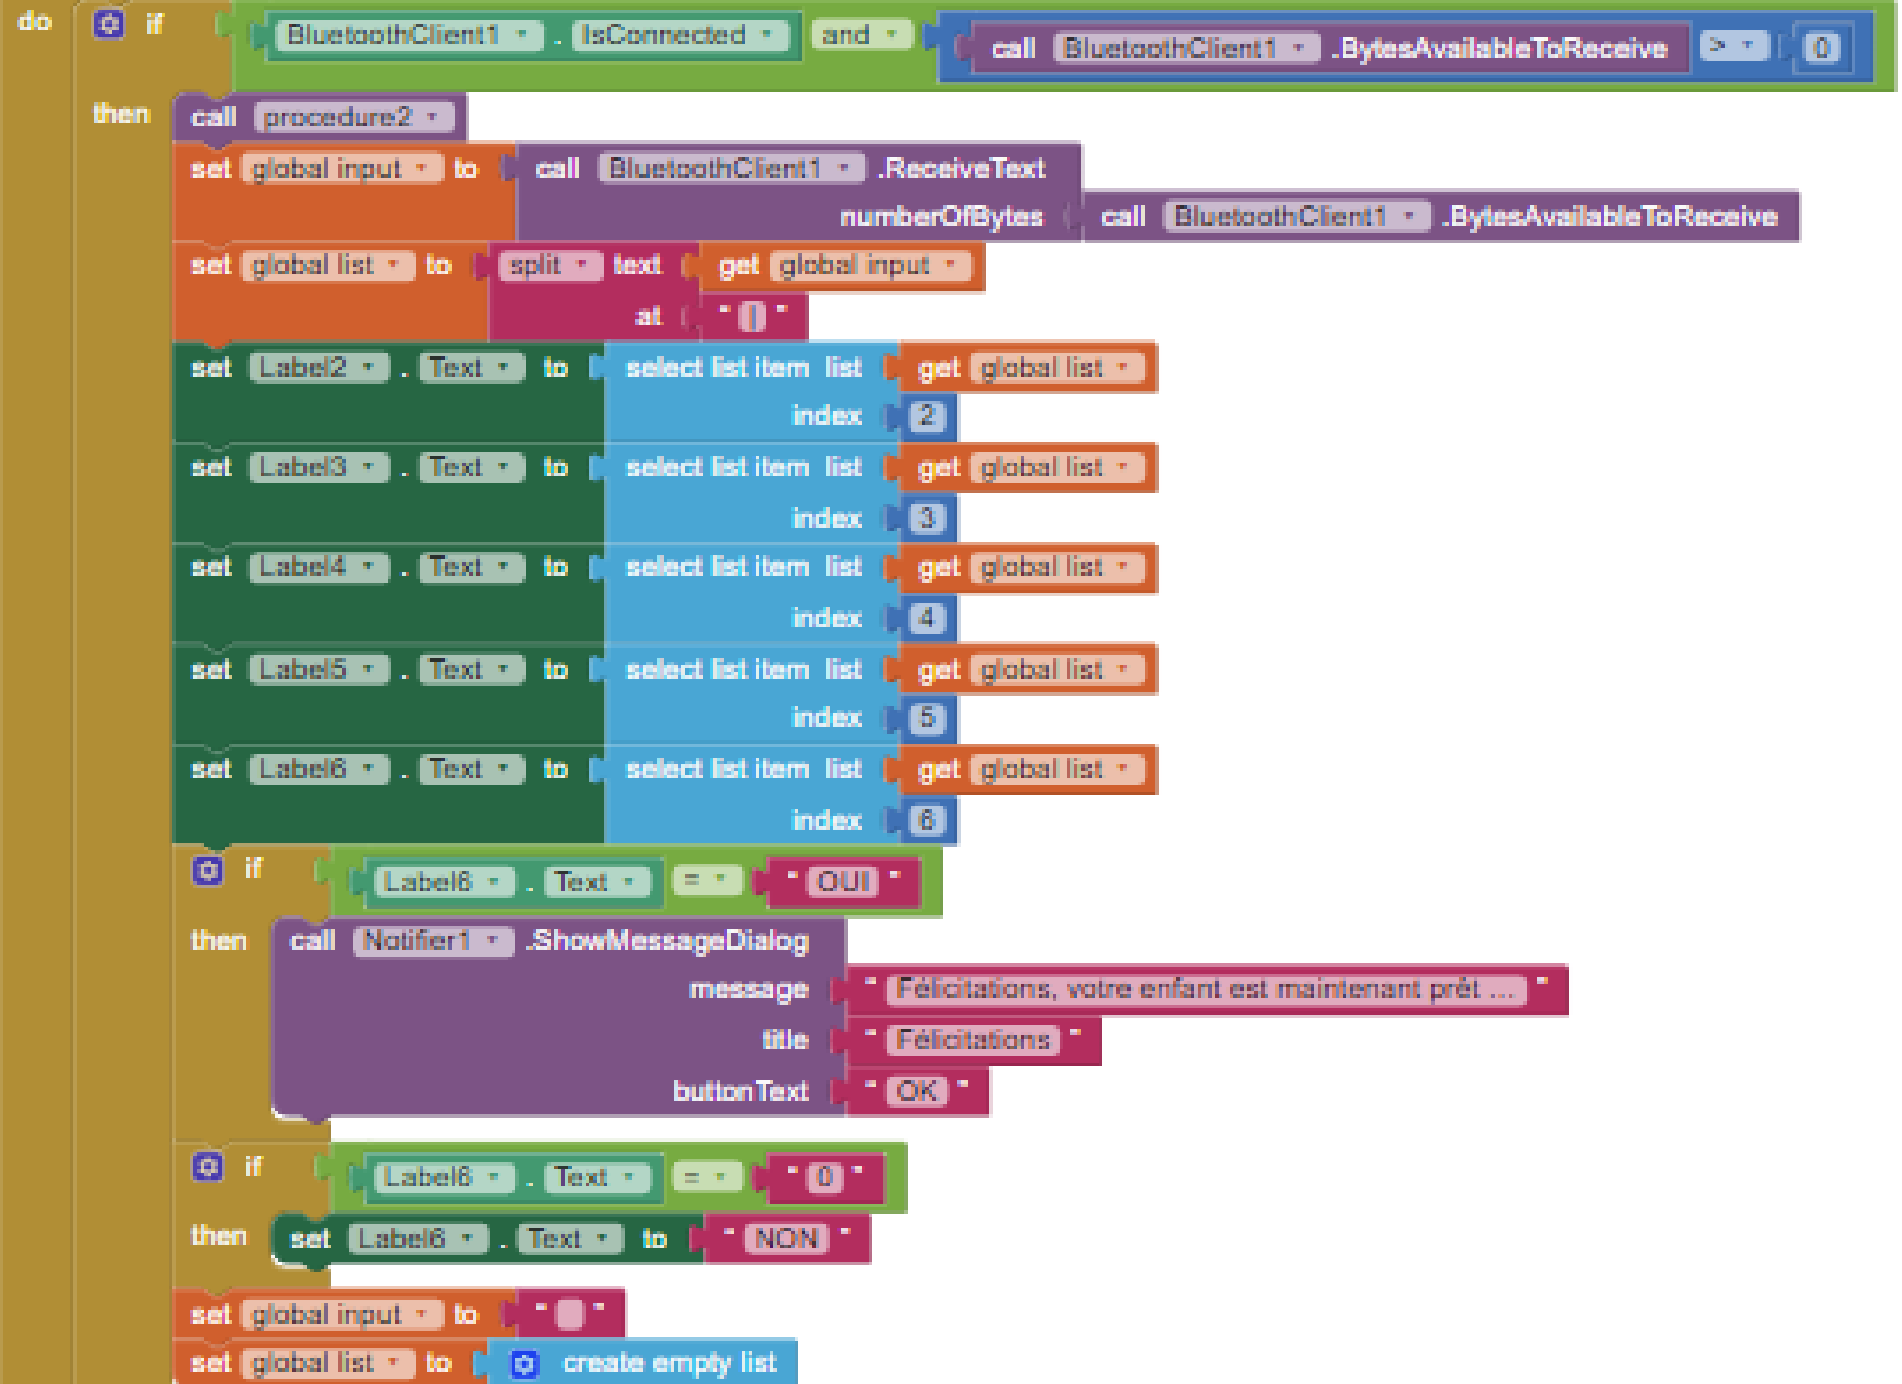 do if BluetoothClient1 . IsConnected and call BluetoothClient1 .BytesAvailableToReceive > 0
then call procedure2
set global input to call BluetoothClient1 .ReceiveText
numberOfBytes call BluetoothClient1 .BytesAvailableToReceive
set global list to split text get global input
at " | "
set Label2 . Text to select list item list get global list
index 2
set Label3 . Text to select list item list get global list
index 3
set Label4 . Text to select list item list get global list
index 4
set Label5 . Text to select list item list get global list
index 5
set Label6 . Text to select list item list get global list
index 6
if Label6 . Text = " OUI "
then call Notifier1 .ShowMessageDialog
message " Félicitations, votre enfant est maintenant prêt ... "
title " Félicitations "
buttonText " OK "
if Label6 . Text = " 0 "
then set Label6 . Text to " NON "
set global input to " "
set global list to create empty list